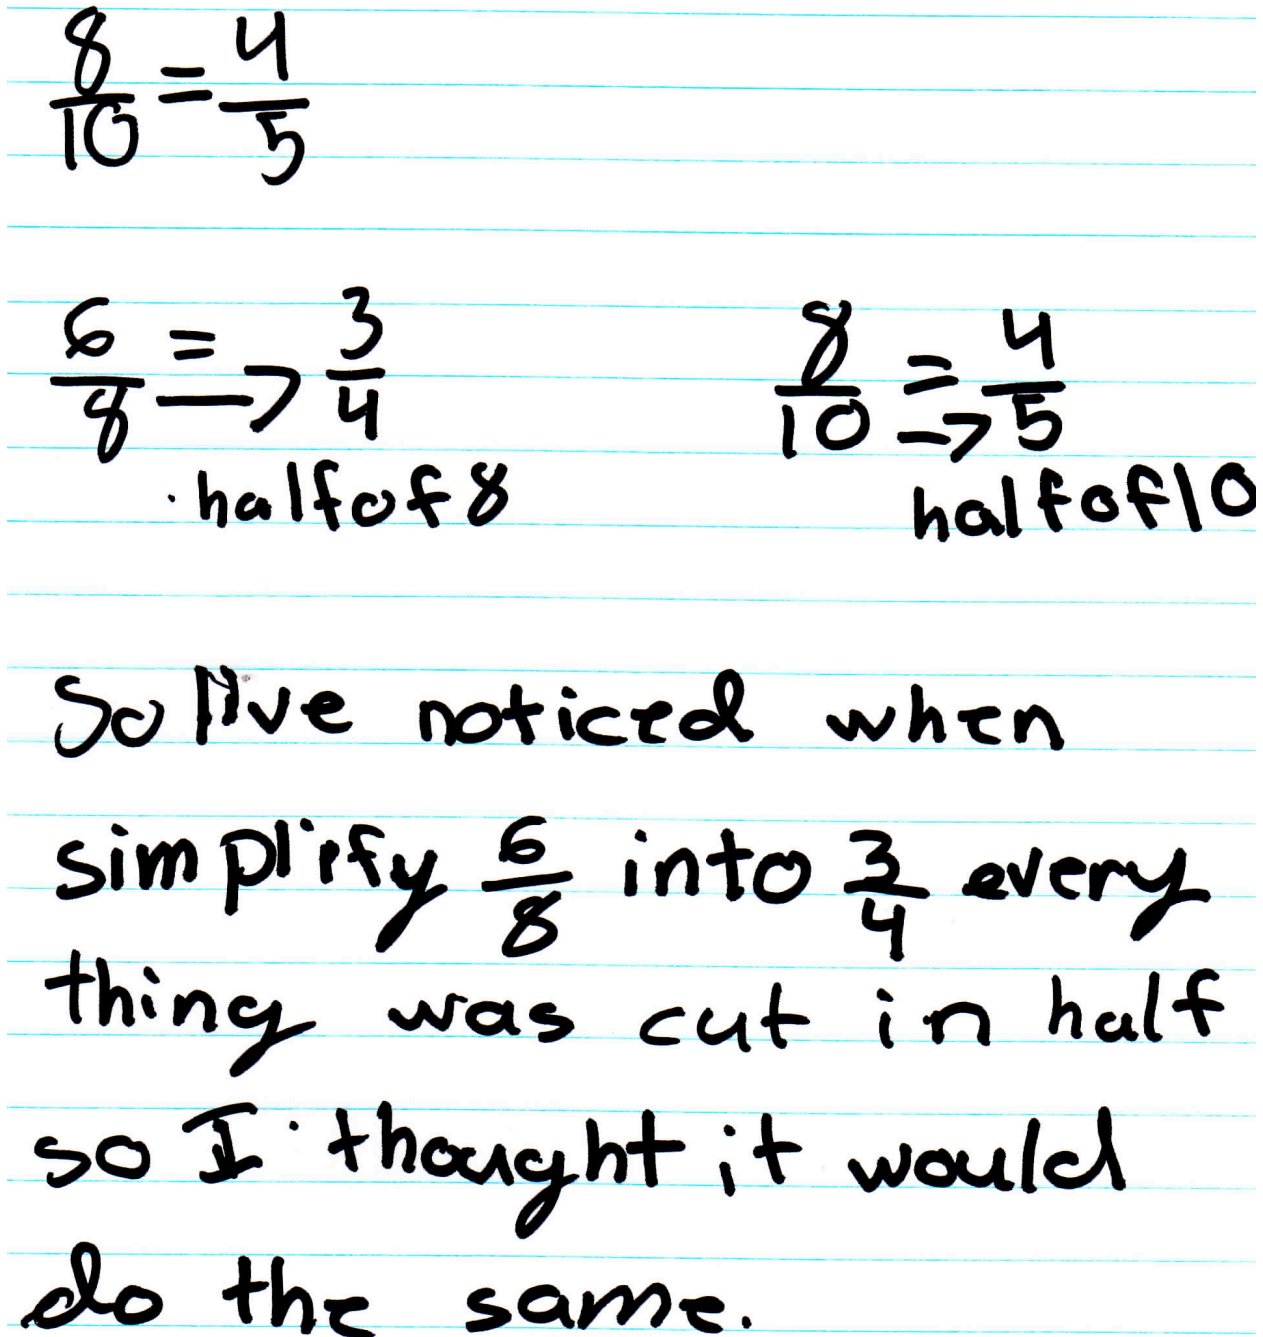 8/10 = 4/5
6/8 = → 3/4    8/10 = → 4/5
half of 8    half of 10
So I've noticed when
simplify 6/8 into 3/4 every
thing was cut in half
so I thought it would
do the same.